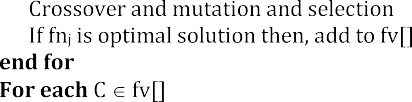 Crossover and mutation and selection
If fnⱼ is optimal solution then, add to fv[]
end for
For each C ∈ fv[]